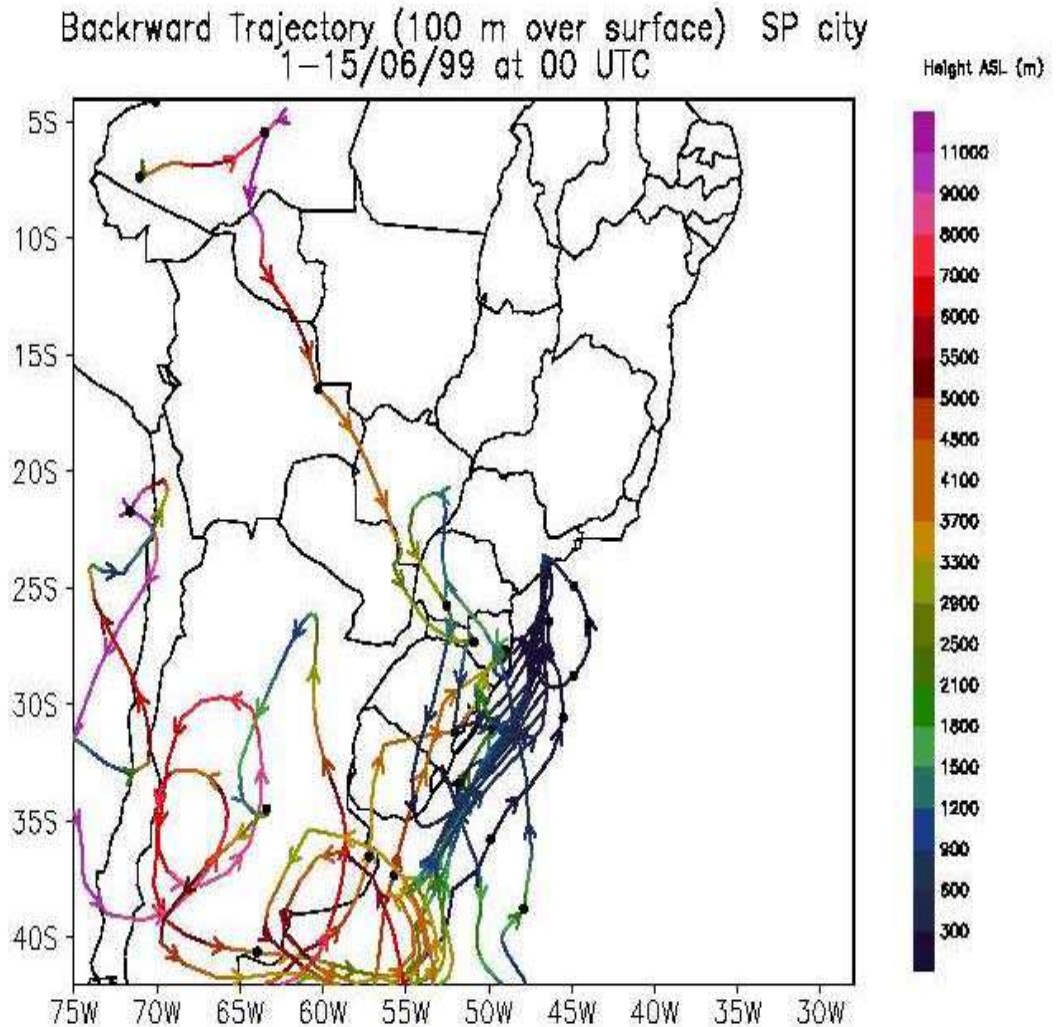 Backrward Trajectory (100 m over surface) SP city
1-15/06/99 at 00 UTC
Height ASL (m)
11000
9000
8000
7000
6000
5500
5000
4500
4100
3700
3300
2900
2500
2100
1800
1500
1200
900
600
300
5S
10S
15S
20S
25S
30S
35S
40S
75W 70W 65W 60W 55W 50W 45W 40W 35W 30W